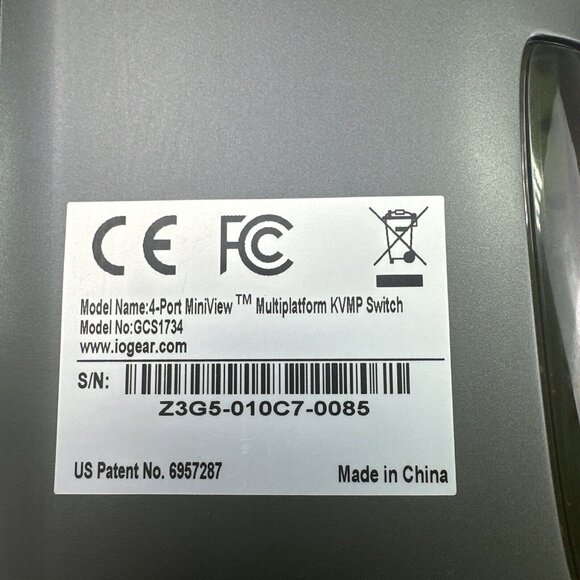 CE FC
Model Name:4-Port MiniView ™ Multiplatform KVMP Switch
Model No:GCS1734
www.iogear.com
S/N:
Z3G5-010C7-0085
US Patent No. 6957287 Made in China